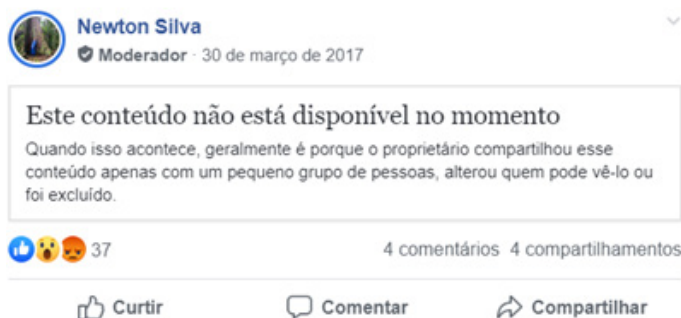 Newton Silva
Moderador · 30 de março de 2017
Este conteúdo não está disponível no momento
Quando isso acontece, geralmente é porque o proprietário compartilhou esse
conteúdo apenas com um pequeno grupo de pessoas, alterou quem pode vê-lo ou
foi excluído.
37 4 comentários 4 compartilhamentos
Curtir Comentar Compartilhar